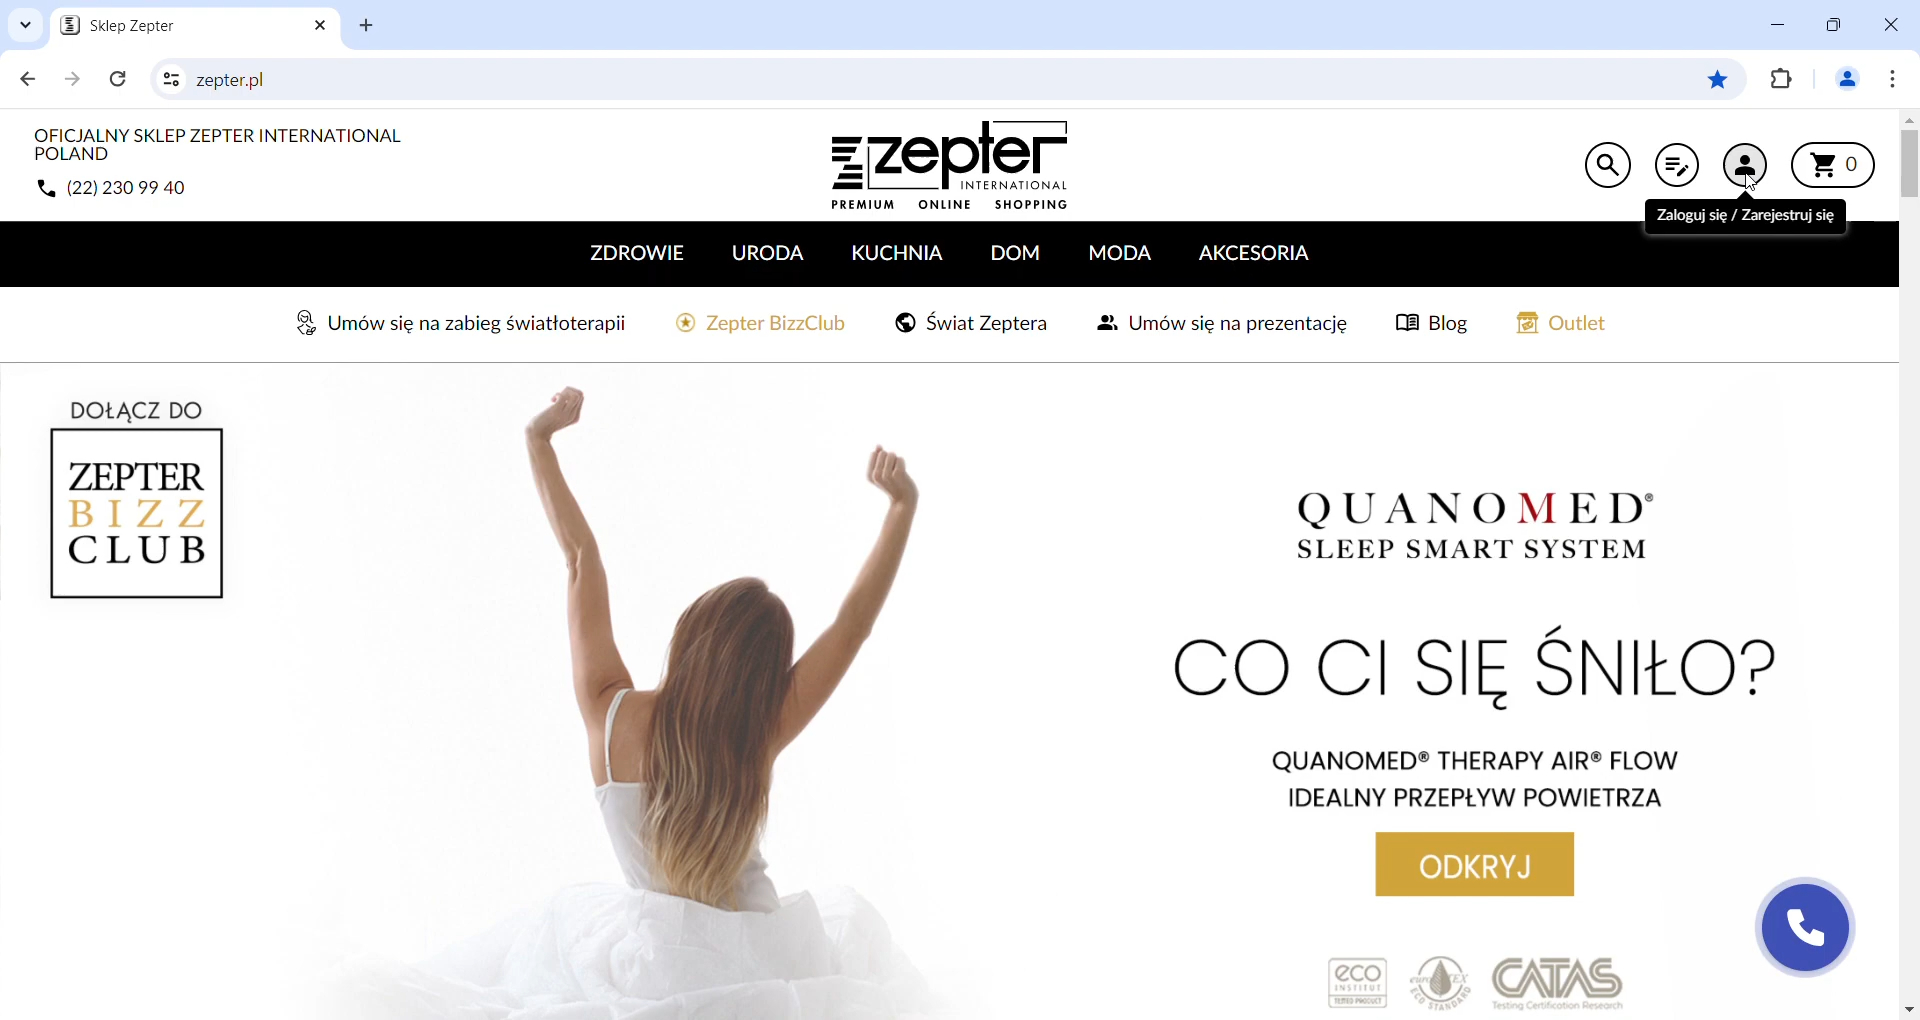 Sklep Zepter
zepter.pl
OFICJALNY SKLEP ZEPTER INTERNATIONAL
POLAND
(22) 230 99 40
zepter
INTERNATIONAL
PREMIUM ONLINE SHOPPING
0
Zaloguj się / Zarejestruj się
ZDROWIE URODA KUCHNIA DOM MODA AKCESORIA
Umów się na zabieg światłoterapii Zepter BizzClub Świat Zeptera Umów się na prezentację Blog Outlet
DOŁĄCZ DO
ZEPTER
BIZZ
CLUB
QUANOMED®
SLEEP SMART SYSTEM
CO CI SIĘ ŚNIŁO?
QUANOMED® THERAPY AIR® FLOW
IDEALNY PRZEPŁYW POWIETRZA
ODKRYJ
eco
INSTITUT
TESTED PRODUCT
ECO STANDARD
CATAS
Testing Certification Research